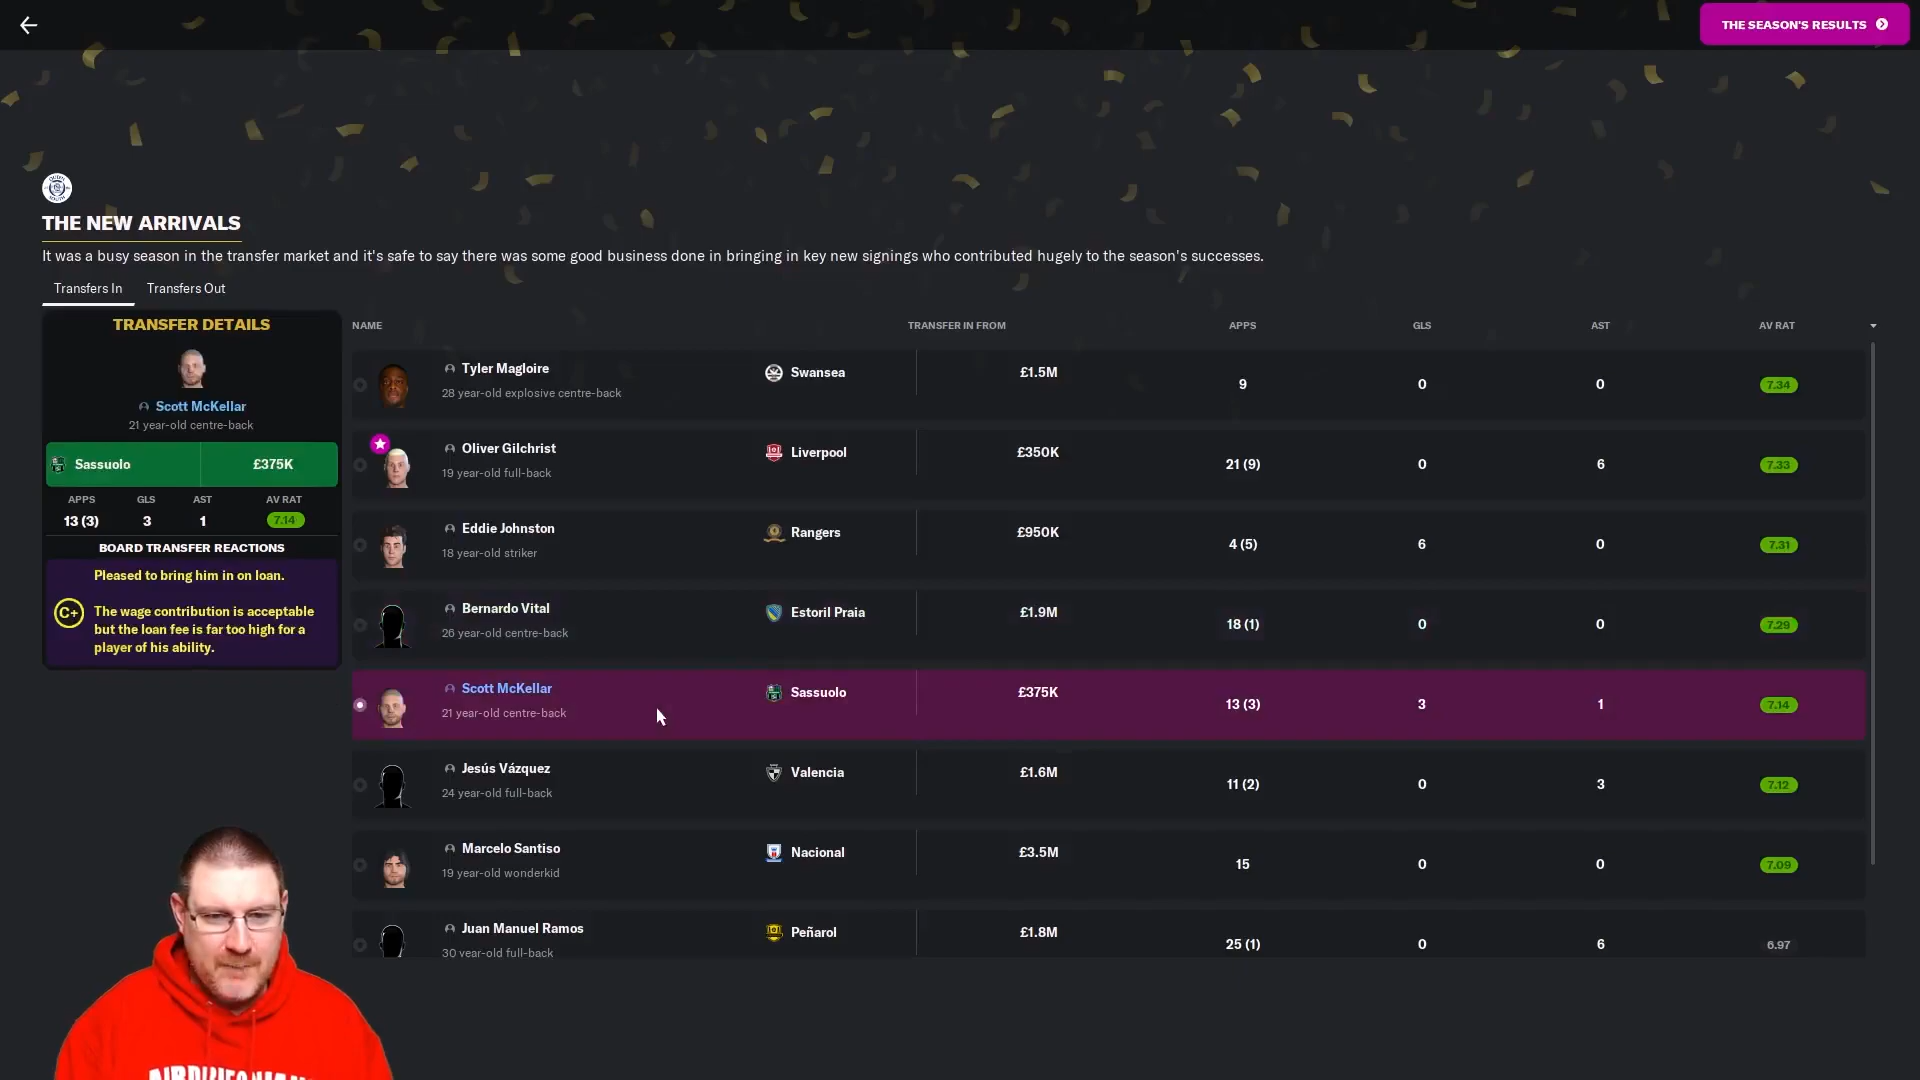 THE SEASON'S RESULTS
THE NEW ARRIVALS
It was a busy season in the transfer market and it's safe to say there was some good business done in bringing in key new signings who contributed hugely to the season's successes.
Transfers In Transfers Out
TRANSFER DETAILS
Scott McKellar
21 year-old centre-back
Sassuolo £375K
APPS GLS AST AV RAT
13 (3) 3 1 7.14
BOARD TRANSFER REACTIONS
Pleased to bring him in on loan.
C+
The wage contribution is acceptable
but the loan fee is far too high for a
player of his ability.
NAME TRANSFER IN FROM APPS GLS AST AV RAT
Tyler Magloire Swansea £1.5M 9 0 0 7.34
28 year-old explosive centre-back
Oliver Gilchrist Liverpool £350K 21 (9) 0 6 7.33
19 year-old full-back
Eddie Johnston Rangers £950K 4 (5) 6 0 7.31
18 year-old striker
Bernardo Vital Estoril Praia £1.9M 18 (1) 0 0 7.29
26 year-old centre-back
Scott McKellar Sassuolo £375K 13 (3) 3 1 7.14
21 year-old centre-back
Jesús Vázquez Valencia £1.6M 11 (2) 0 3 7.12
24 year-old full-back
Marcelo Santiso Nacional £3.5M 15 0 0 7.09
19 year-old wonderkid
Juan Manuel Ramos Peñarol £1.8M 25 (1) 0 6 6.97
30 year-old full-back